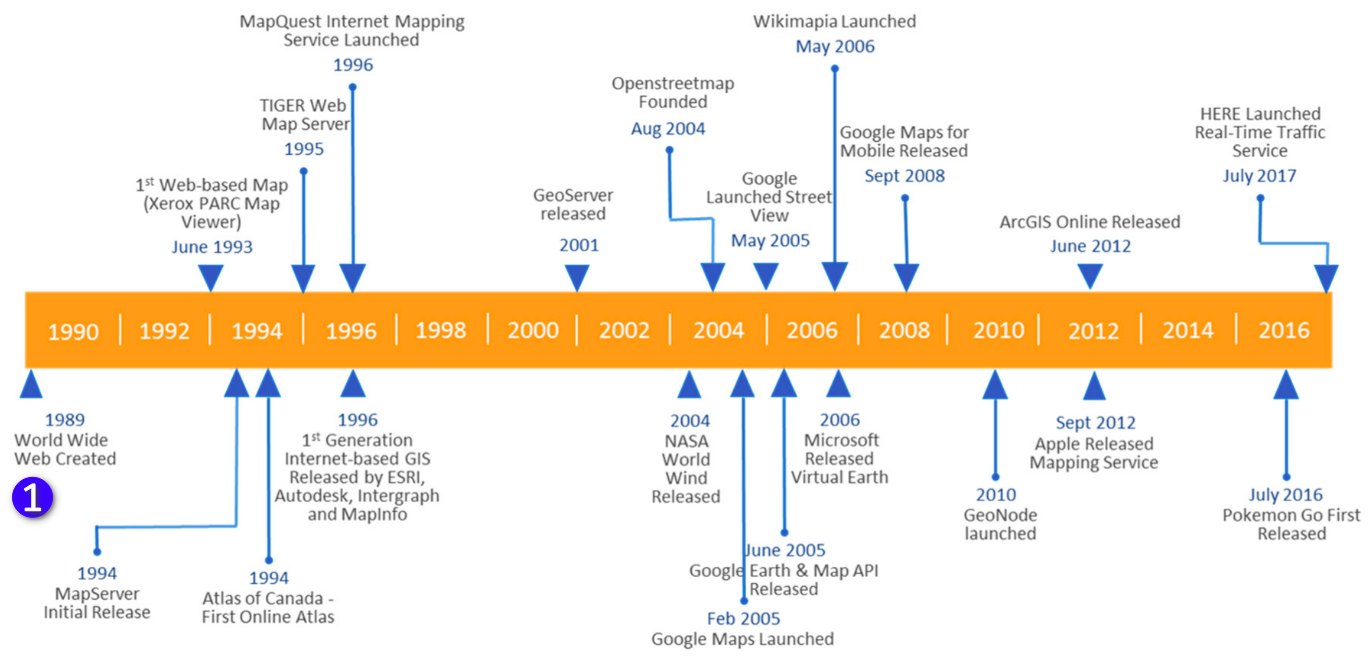 MapQuest Internet Mapping
Service Launched
1996
TIGER Web
Map Server
1995
1st Web-based Map
(Xerox PARC Map
Viewer)
June 1993
GeoServer
released
2001
Openstreetmap
Founded
Aug 2004
Google
Launched Street
View
May 2005
Wikimapia Launched
May 2006
Google Maps for
Mobile Released
Sept 2008
ArcGIS Online Released
June 2012
HERE Launched
Real-Time Traffic
Service
July 2017
1990 | 1992 | 1994 | 1996 | 1998 | 2000 | 2002 | 2004 | 2006 | 2008 | 2010 | 2012 | 2014 | 2016
1989
World Wide
Web Created
1
1994
MapServer
Initial Release
1994
Atlas of Canada -
First Online Atlas
1996
1st Generation
Internet-based GIS
Released by ESRI,
Autodesk, Intergraph
and MapInfo
2004
NASA
World
Wind
Released
Feb 2005
Google Maps Launched
June 2005
Google Earth & Map API
Released
2006
Microsoft
Released
Virtual Earth
2010
GeoNode
launched
Sept 2012
Apple Released
Mapping Service
July 2016
Pokemon Go First
Released